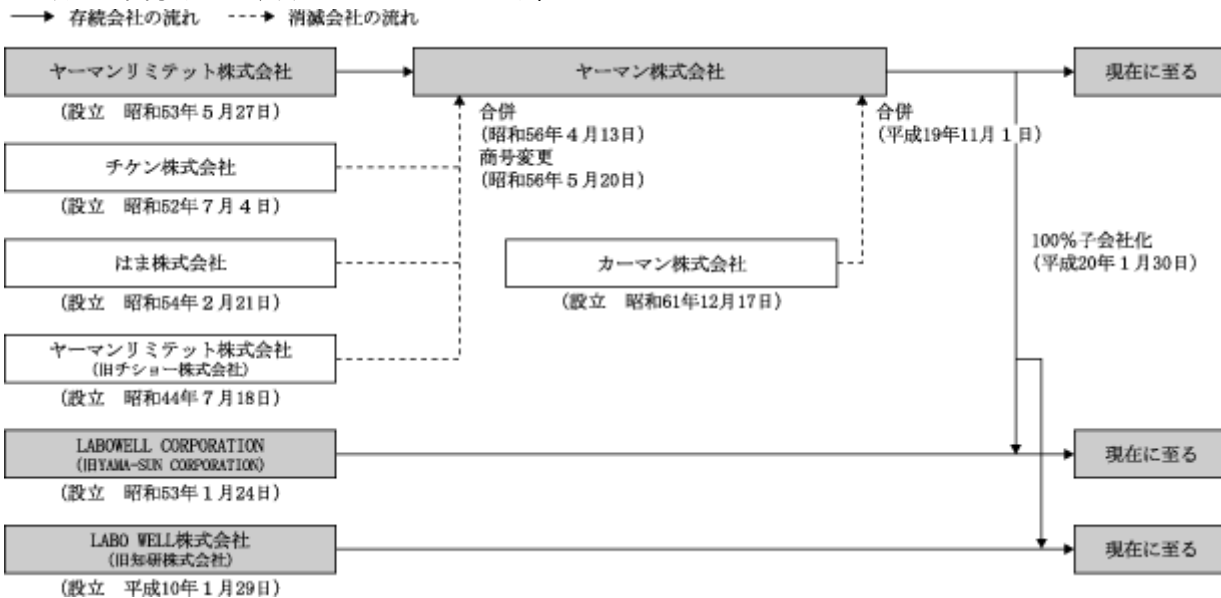 存続会社の流れ 消滅会社の流れ
ヤーマンリミテット株式会社
(設立 昭和53年5月27日)
ヤーマン株式会社
現在に至る
合併
(昭和56年4月13日)
商号変更
(昭和56年5月20日)
合併
(平成19年11月1日)
チケン株式会社
(設立 昭和52年7月4日)
はま株式会社
(設立 昭和54年2月21日)
カーマン株式会社
(設立 昭和61年12月17日)
100%子会社化
(平成20年1月30日)
ヤーマンリミテット株式会社
(旧チショー株式会社)
(設立 昭和44年7月18日)
LABOWELL CORPORATION
(旧YAMA-SUN CORPORATION)
(設立 昭和53年1月24日)
現在に至る
LABO WELL株式会社
(旧知研株式会社)
(設立 平成10年1月29日)
現在に至る